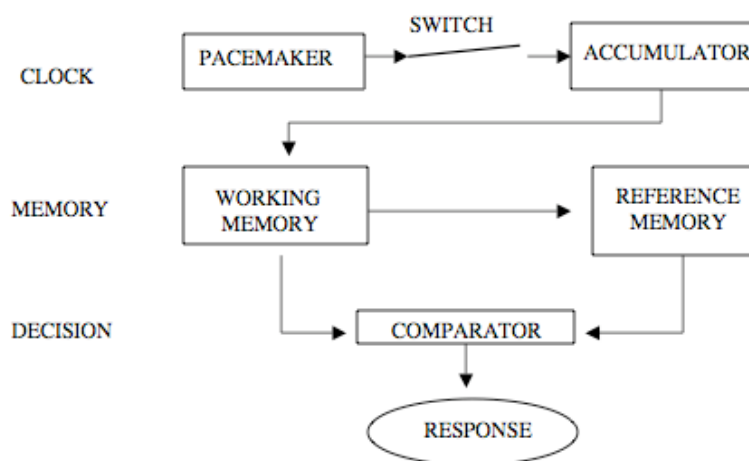 SWITCH
CLOCK
PACEMAKER
ACCUMULATOR
MEMORY
WORKING
MEMORY
REFERENCE
MEMORY
DECISION
COMPARATOR
RESPONSE